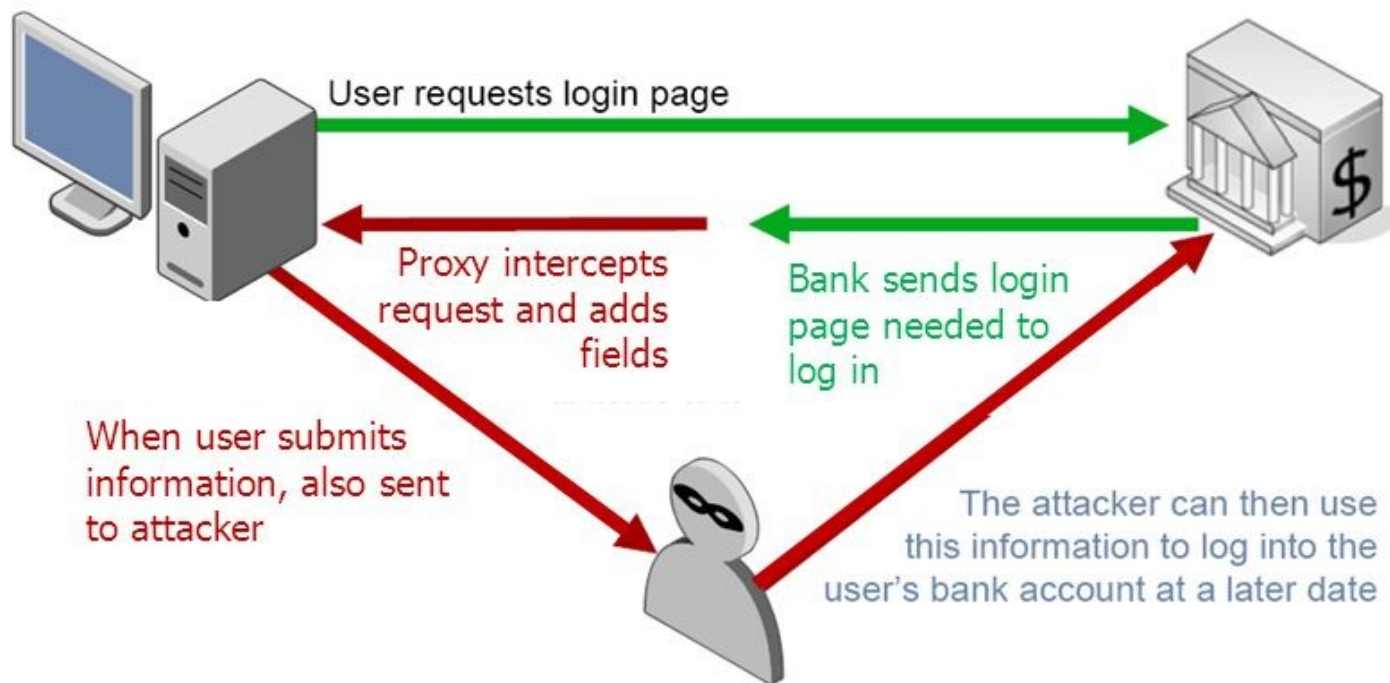 User requests login page
$
Proxy intercepts
request and adds
fields
Bank sends login
page needed to
log in
When user submits
information, also sent
to attacker
The attacker can then use
this information to log into the
user's bank account at a later date